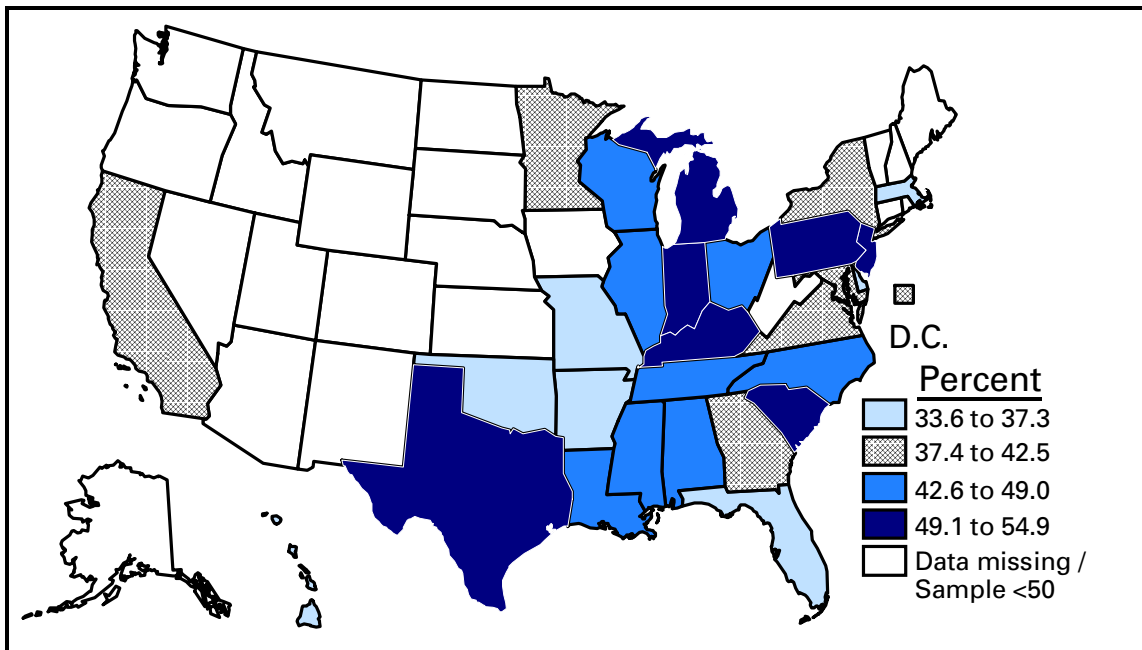 D.C.
Percent
33.6 to 37.3
37.4 to 42.5
42.6 to 49.0
49.1 to 54.9
Data missing /
Sample <50